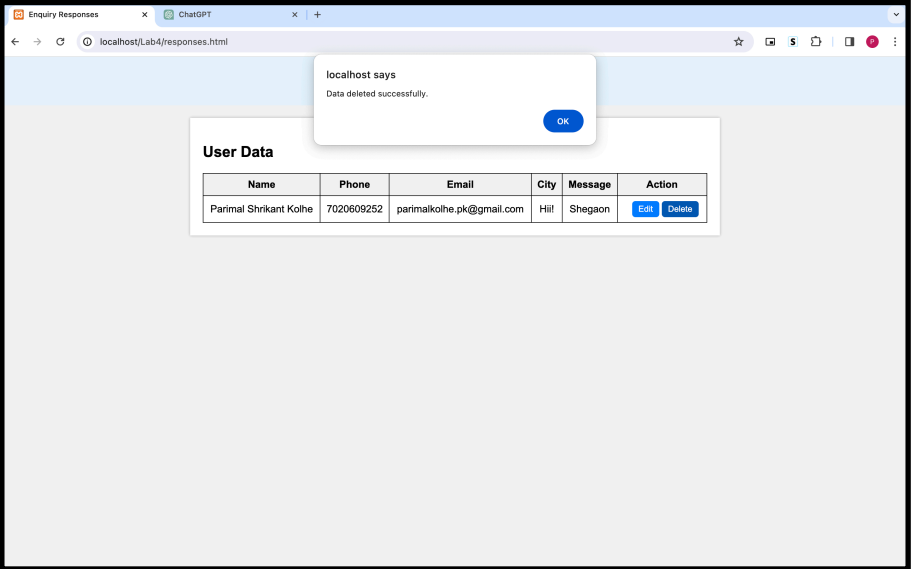 Enquiry Responses
ChatGPT
localhost/Lab4/responses.html
S
P
localhost says
Data deleted successfully.
OK
User Data
Name Phone Email City Message Action
Parimal Shrikant Kolhe 7020609252 parimalkolhe.pk@gmail.com Hii! Shegaon Edit Delete